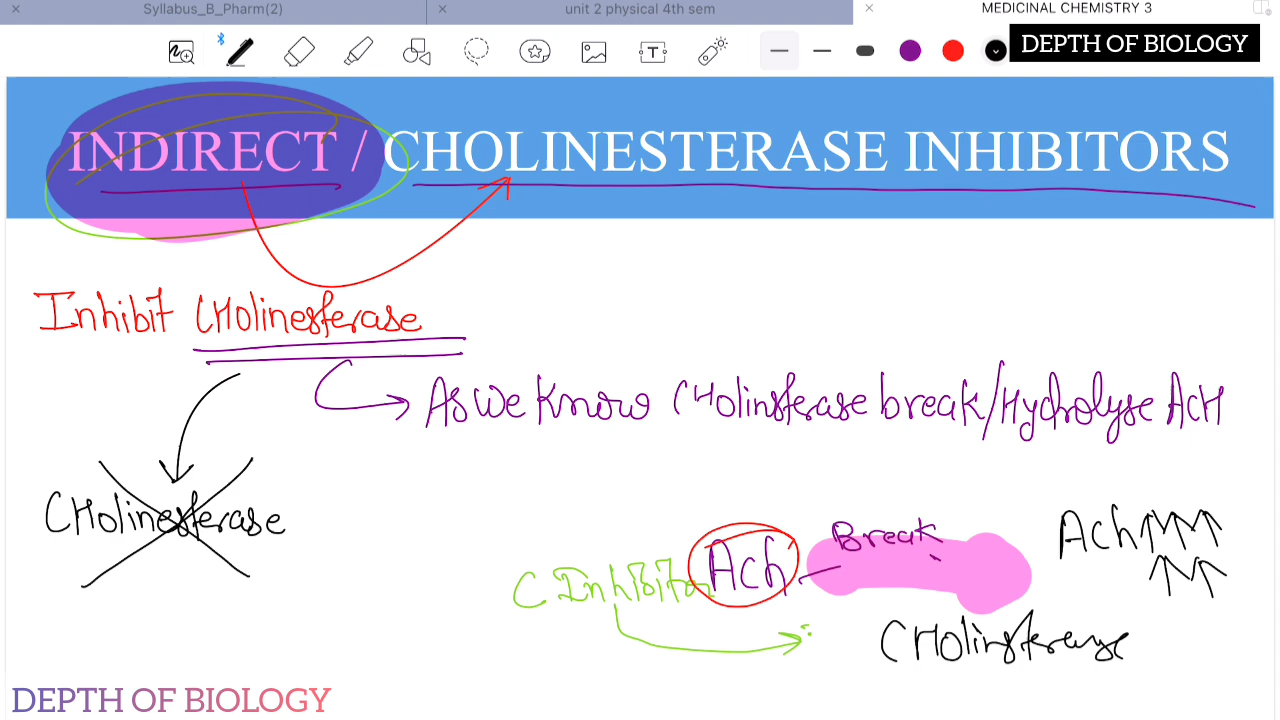 Syllabus_B_Pharm(2)
unit 2 physical 4th sem
MEDICINAL CHEMISTRY 3
DEPTH OF BIOLOGY
INDIRECT / CHOLINESTERASE INHIBITORS
Inhibit CHolinesterase
As we know CHolinsterase break/Hydrolyse AcH
CHolinesterase
Break
Ach↑↑↑
↑↑↑
C Inhibitor Ach
CHolinsterase
DEPTH OF BIOLOGY